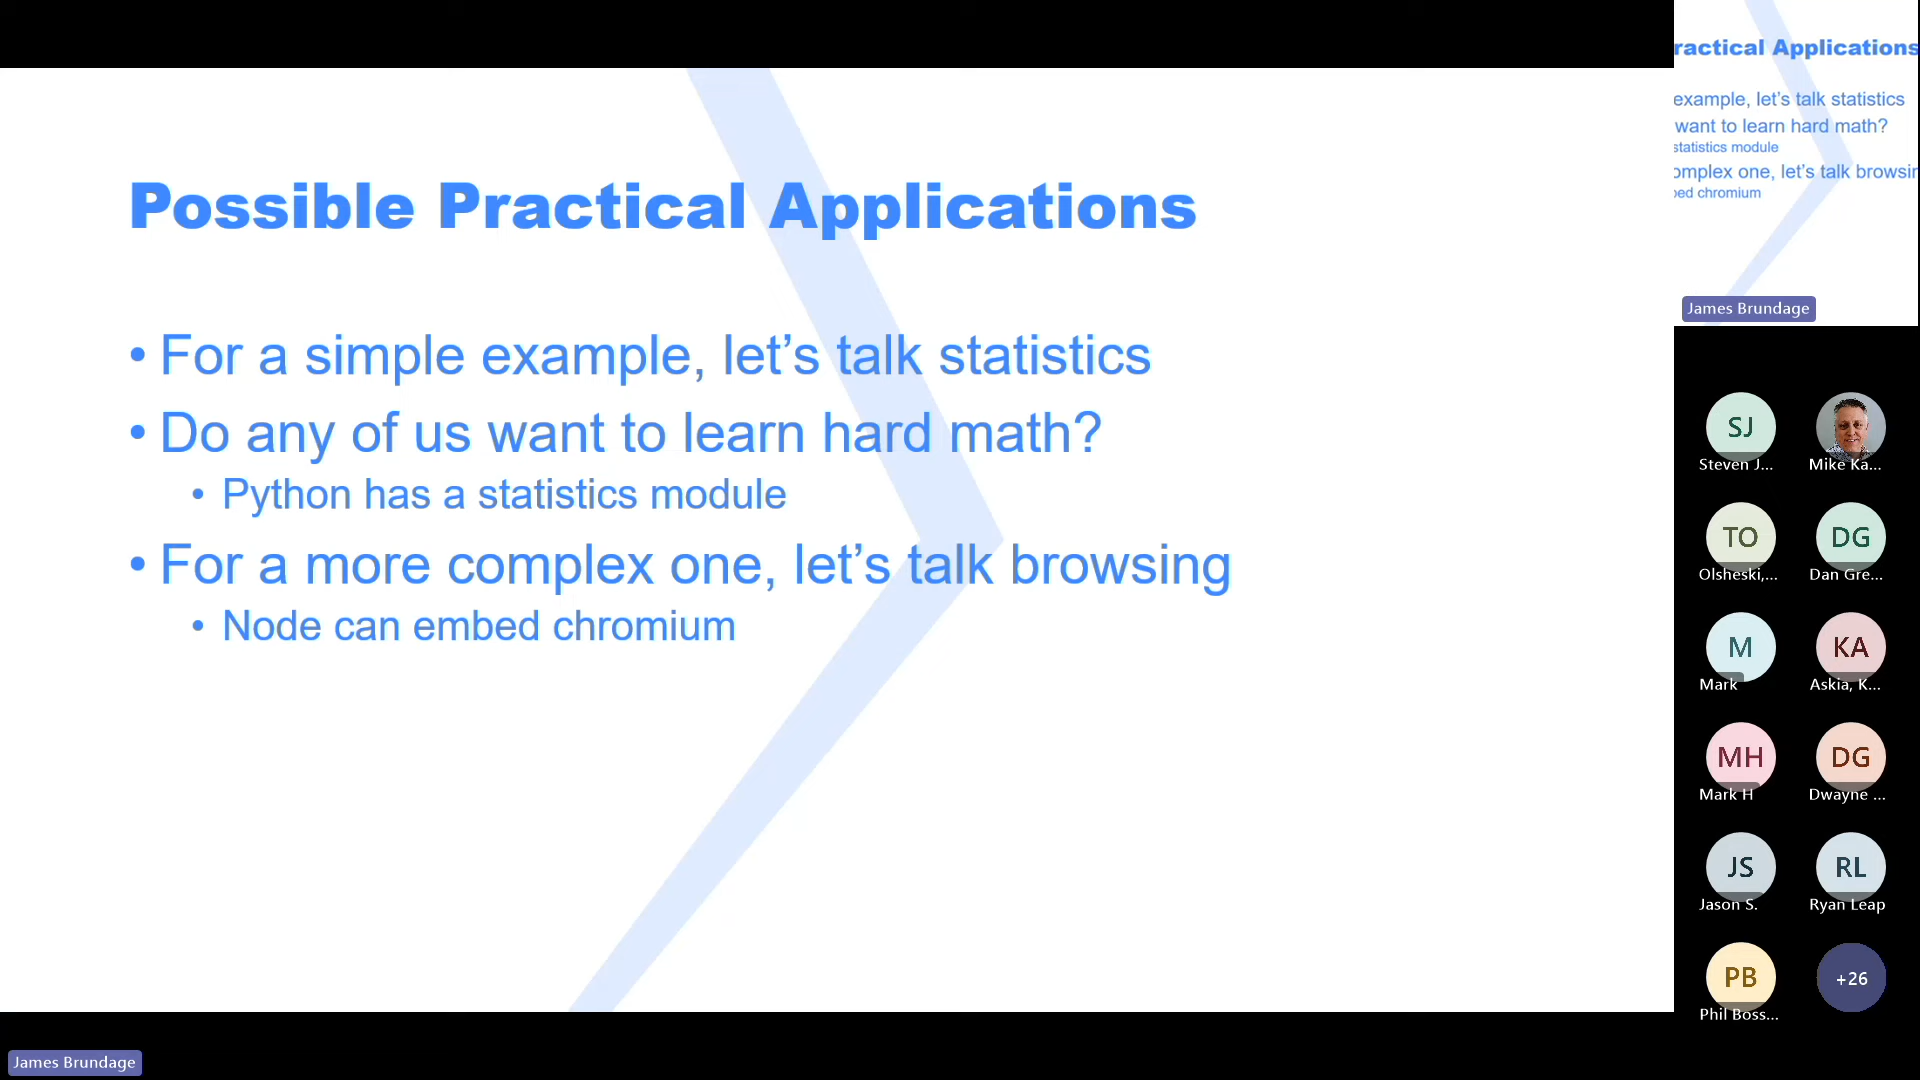 Possible Practical Applications
• For a simple example, let’s talk statistics
• Do any of us want to learn hard math?
• Python has a statistics module
• For a more complex one, let’s talk browsing
• Node can embed chromium
James Brundage
ractical Applications
example, let’s talk statistics
want to learn hard math?
statistics module
omplex one, let’s talk browsin
ed chromium
James Brundage
SJ
Steven J...
Mike Ka...
TO
Olsheski,...
DG
Dan Gre...
M
Mark
KA
Askia, K...
MH
Mark H
DG
Dwayne ...
JS
Jason S.
RL
Ryan Leap
PB
Phil Boss...
+26